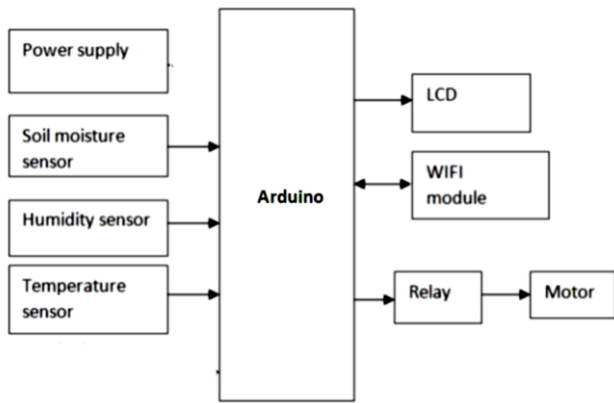 Power supply
Soil moisture
sensor
Humidity sensor
Temperature
sensor
Arduino
LCD
WIFI
module
Relay
Motor